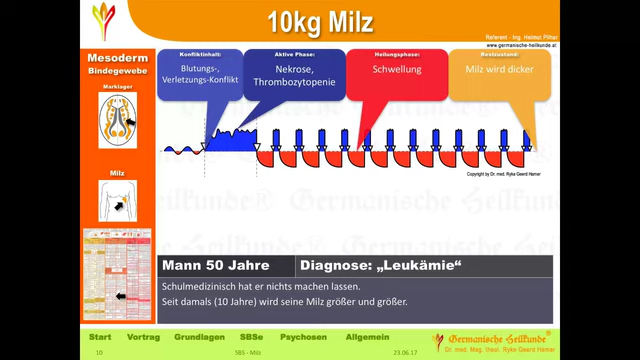 10kg Milz
Referent - Ing. Helmut Pilhar
www.germanische-heilkunde.at
Mesoderm
Bindegewebe
Marklager
Milz
Konfliktinhalt:
Blutungs-,
Verletzungs-Konflikt
Aktive Phase:
Nekrose,
Thrombozytopenie
Heilungsphase:
Schwellung
Restzustand:
Milz wird dicker
Copyright by Dr. med. Ryke Geerd Hamer
Germanische Heilkunde®
Mann 50 Jahre
Diagnose: „Leukämie“
Schulmedizinisch hat er nichts machen lassen.
Seit damals (10 Jahre) wird seine Milz größer und größer.
Start Vortrag Grundlagen SBSe Psychosen Allgemein
10 SBS - Milz 23.06.17
Germanische Heilkunde®
Dr. med. Mag. theol. Ryke Geerd Hamer